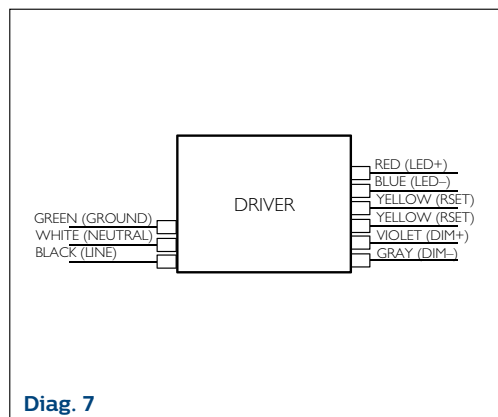 RED (LED+)
BLUE (LED–)
YELLOW (RSET)
DRIVER
YELLOW (RSET)
GREEN (GROUND)
WHITE (NEUTRAL)
VIOLET (DIM+)
BLACK (LINE)
GRAY (DIM–)
Diag. 7